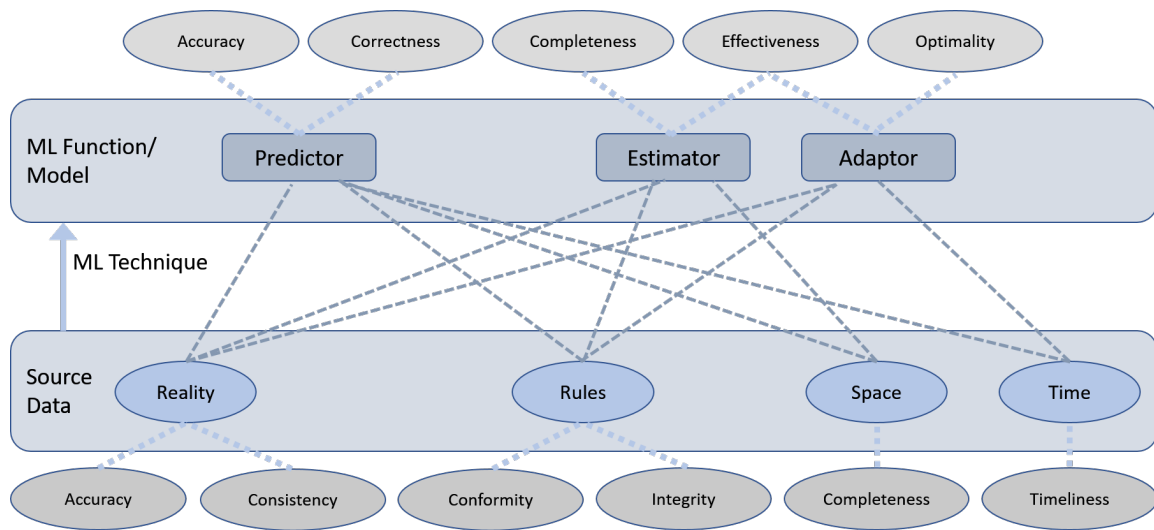 Accuracy
Correctness
Completeness
Effectiveness
Optimality
ML Function/
Model
Predictor
Estimator
Adaptor
ML Technique
Source
Data
Reality
Rules
Space
Time
Accuracy
Consistency
Conformity
Integrity
Completeness
Timeliness